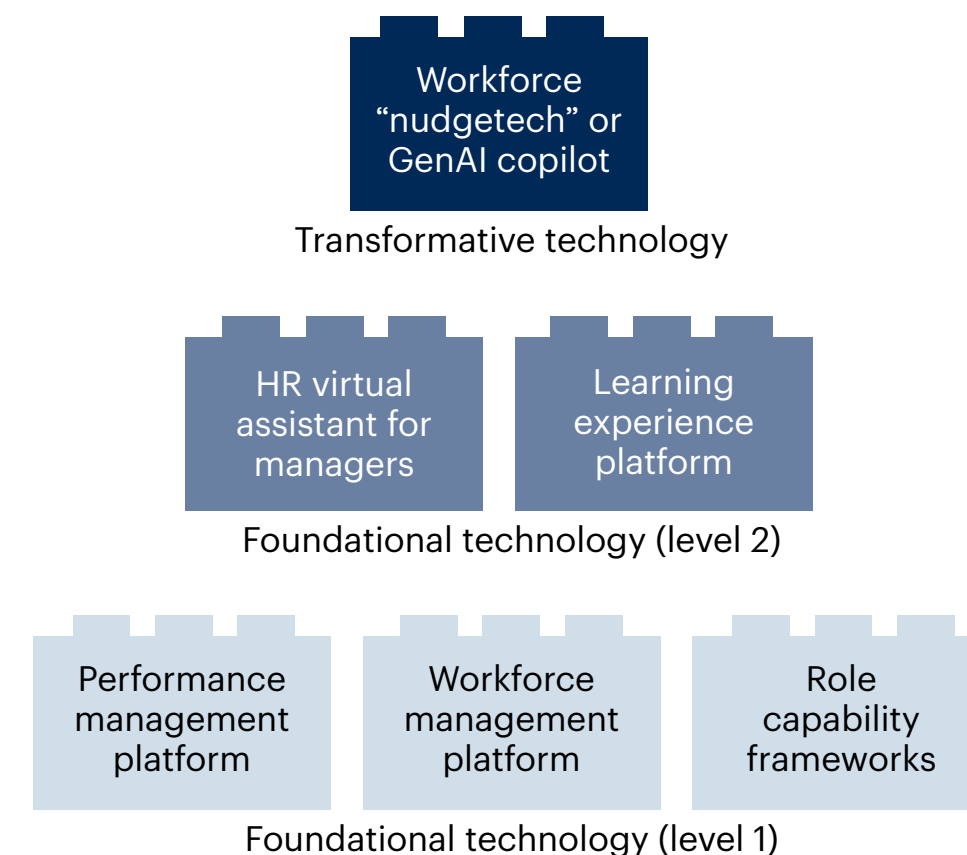 Workforce
“nudgetech” or
GenAI copilot
Transformative technology
HR virtual
assistant for
managers
Learning
experience
platform
Foundational technology (level 2)
Performance
management
platform
Workforce
management
platform
Role
capability
frameworks
Foundational technology (level 1)